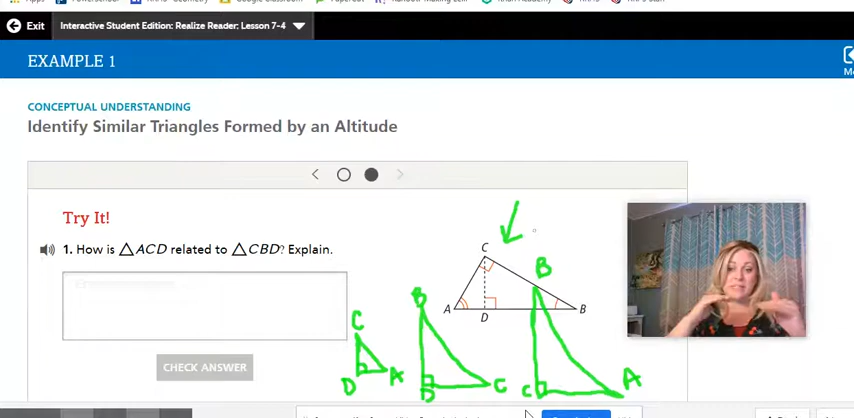 Exit
Interactive Student Edition: Realize Reader: Lesson 7-4
EXAMPLE 1
CONCEPTUAL UNDERSTANDING
Identify Similar Triangles Formed by an Altitude
Try It!
1. How is △ACD related to △CBD? Explain.
CHECK ANSWER
C
A
D
B
C
D
A
B
D
C
B
C
A